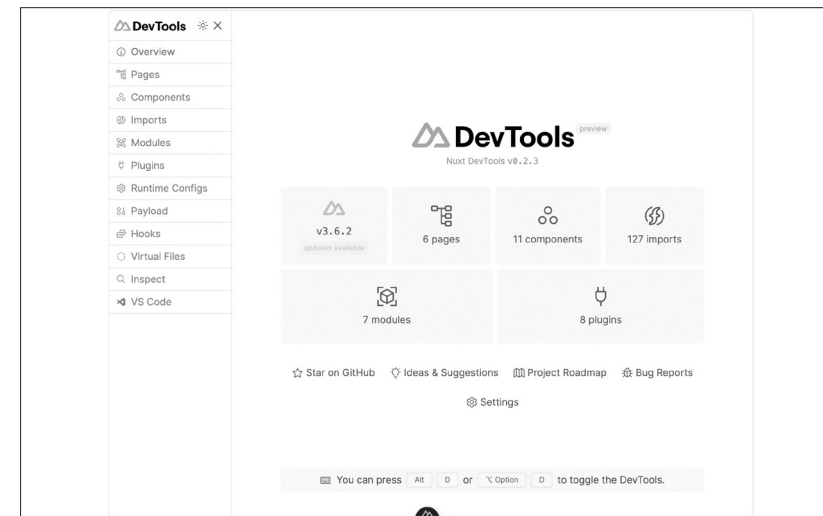 DevTools
Overview
Pages
Components
Imports
Modules
Plugins
Runtime Configs
Payload
Hooks
Virtual Files
Inspect
VS Code
DevTools preview
Nuxt DevTools v0.2.3
v3.6.2
updates available
6 pages
11 components
127 imports
7 modules
8 plugins
Star on GitHub Ideas & Suggestions Project Roadmap Bug Reports
Settings
You can press Alt D or ⌥ Option D to toggle the DevTools.